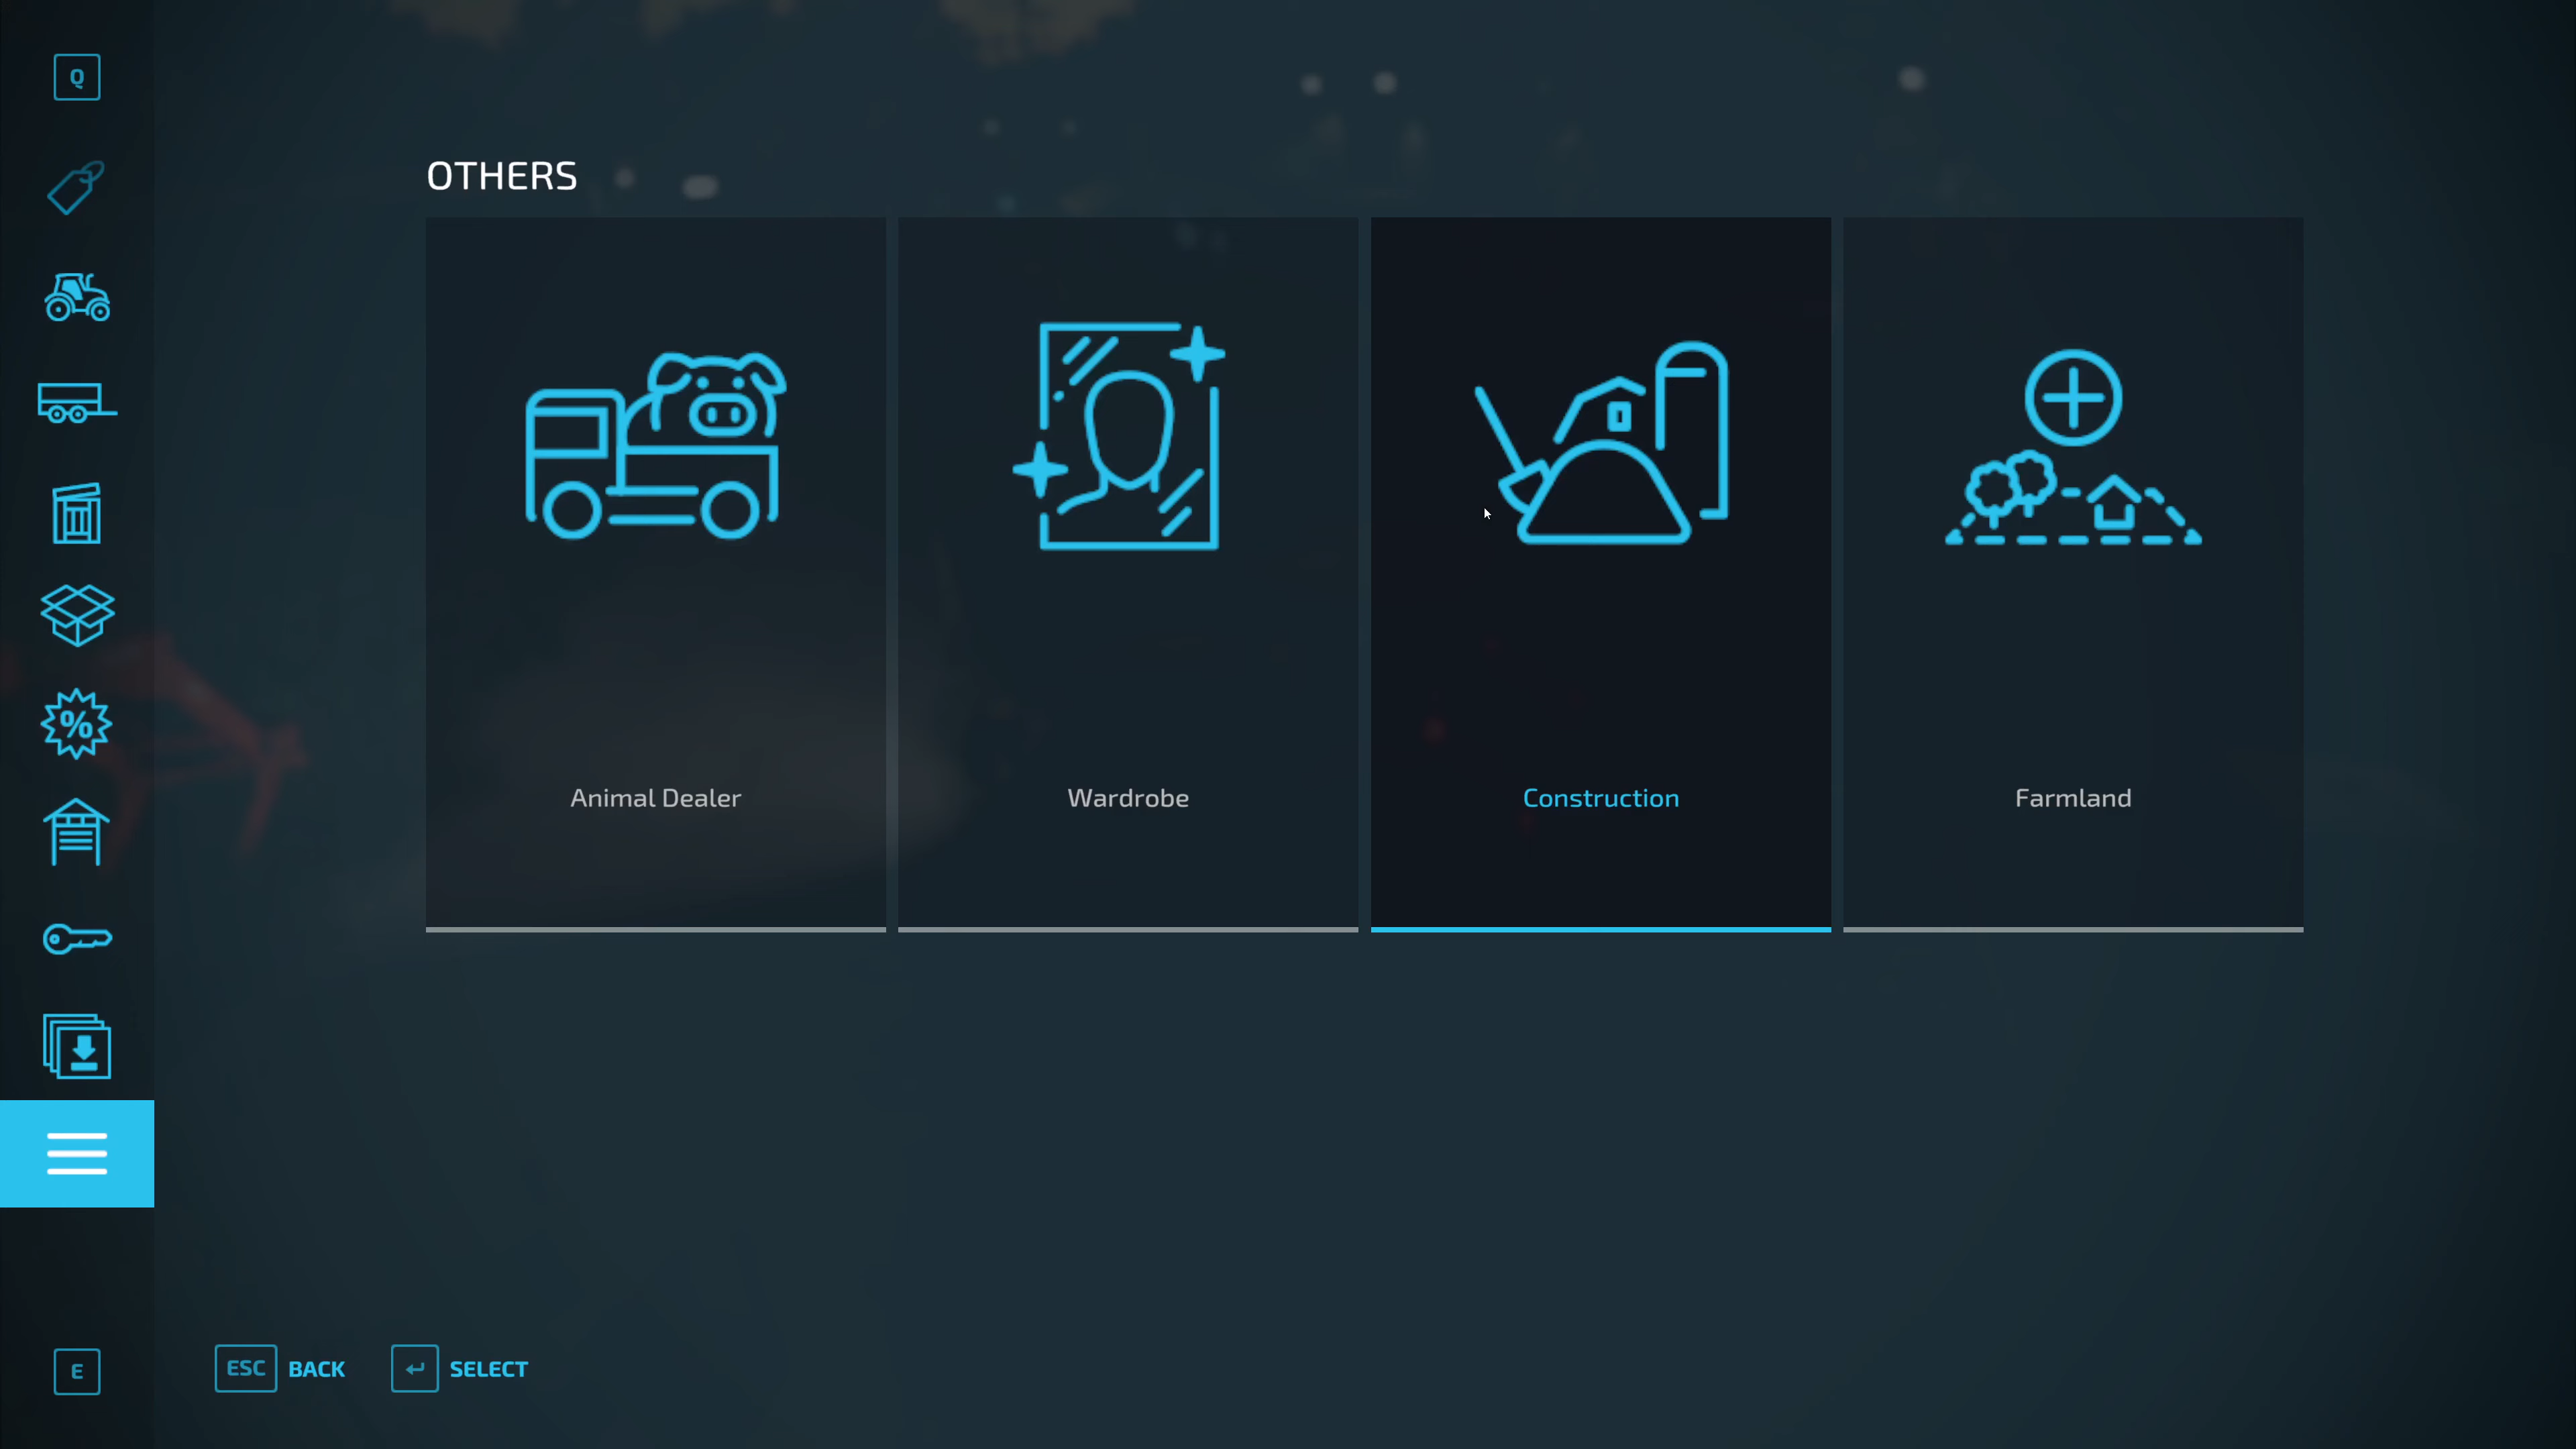 Q
OTHERS
%
Animal Dealer
Wardrobe
Construction
Farmland
E
ESC BACK
SELECT